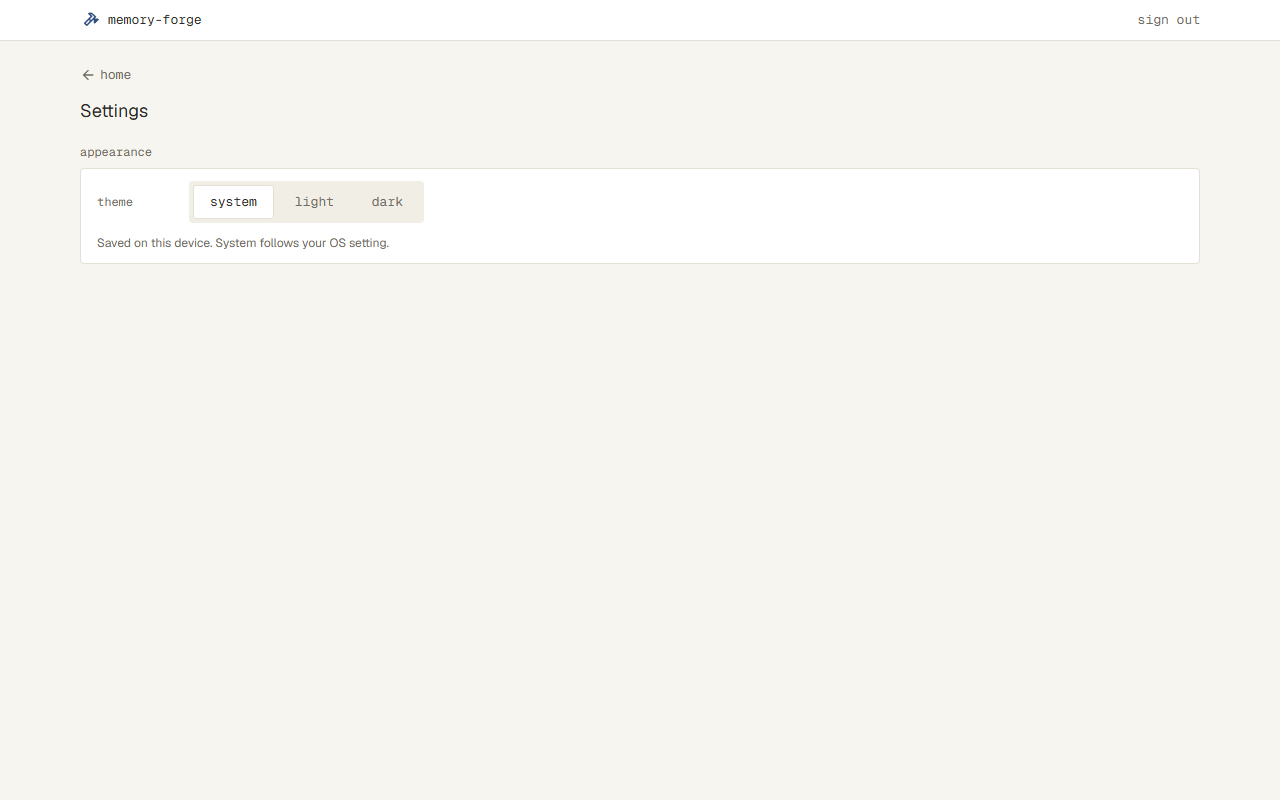 memory-forge
sign out
home
Settings
appearance
theme
system
light
dark
Saved on this device. System follows your OS setting.